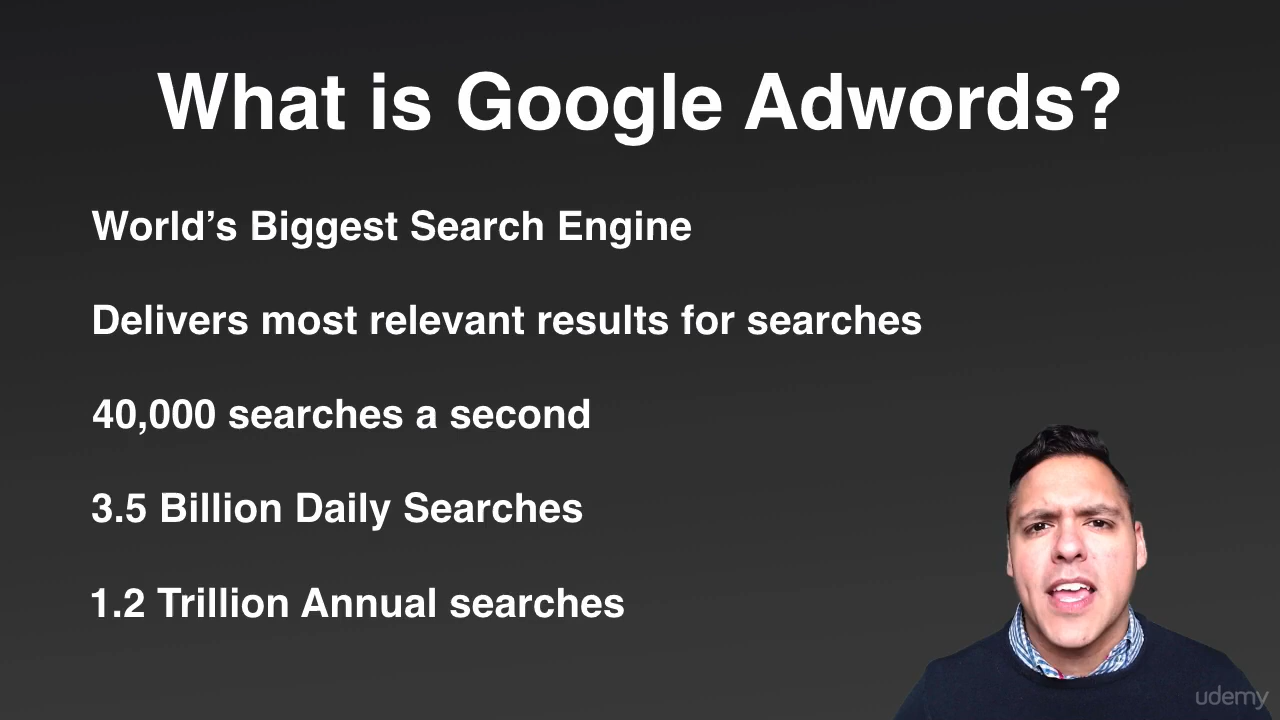 What is Google Adwords?
World’s Biggest Search Engine
Delivers most relevant results for searches
40,000 searches a second
3.5 Billion Daily Searches
1.2 Trillion Annual searches
udemy